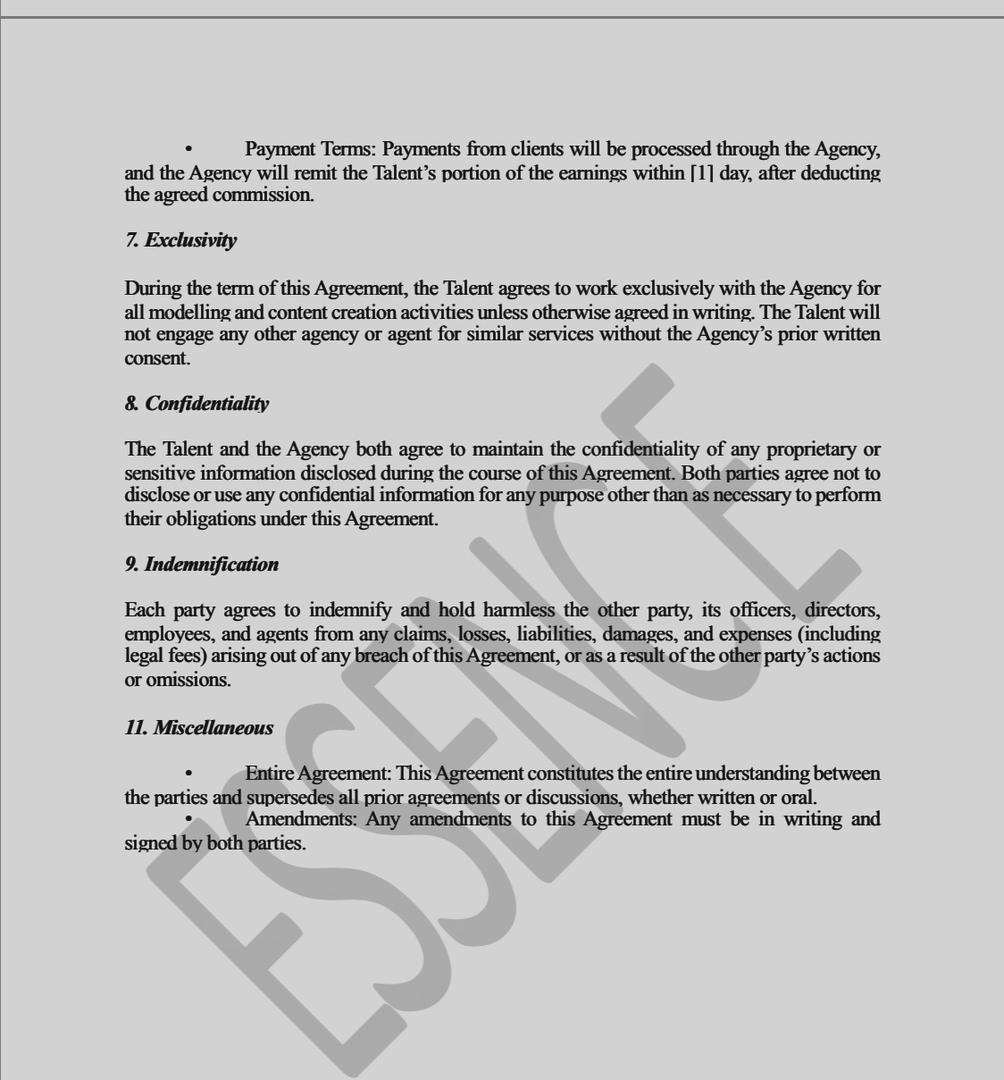 • Payment Terms: Payments from clients will be processed through the Agency,
and the Agency will remit the Talent’s portion of the earnings within [1] day, after deducting
the agreed commission.
7. Exclusivity
During the term of this Agreement, the Talent agrees to work exclusively with the Agency for
all modelling and content creation activities unless otherwise agreed in writing. The Talent will
not engage any other agency or agent for similar services without the Agency’s prior written
consent.
8. Confidentiality
The Talent and the Agency both agree to maintain the confidentiality of any proprietary or
sensitive information disclosed during the course of this Agreement. Both parties agree not to
disclose or use any confidential information for any purpose other than as necessary to perform
their obligations under this Agreement.
9. Indemnification
Each party agrees to indemnify and hold harmless the other party, its officers, directors,
employees, and agents from any claims, losses, liabilities, damages, and expenses (including
legal fees) arising out of any breach of this Agreement, or as a result of the other party’s actions
or omissions.
11. Miscellaneous
• Entire Agreement: This Agreement constitutes the entire understanding between
the parties and supersedes all prior agreements or discussions, whether written or oral.
• Amendments: Any amendments to this Agreement must be in writing and
signed by both parties.
ESSENCE